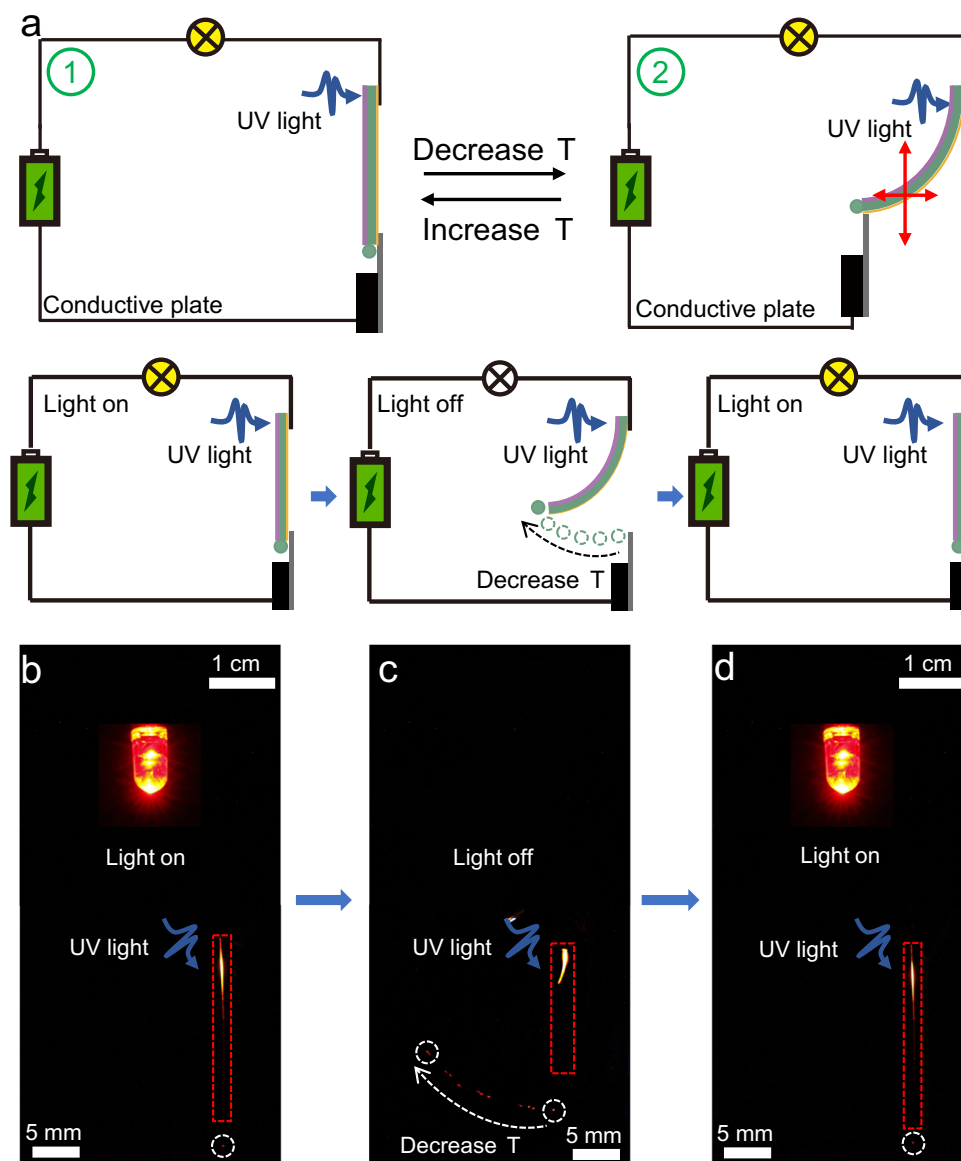 a
1
UV light
Conductive plate
Decrease T
Increase T
2
UV light
Conductive plate
Light on
UV light
Light off
UV light
Decrease T
Light on
UV light
b
1 cm
Light on
UV light
5 mm
c
Light off
UV light
Decrease T
5 mm
d
1 cm
Light on
UV light
5 mm